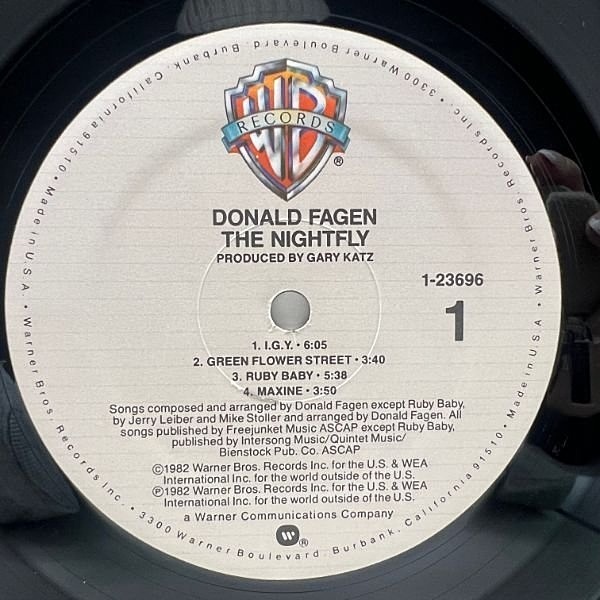 WB
RECORDS
®
DONALD FAGEN
THE NIGHTFLY
PRODUCED BY GARY KATZ
1-23696
1
1. I.G.Y. • 6:05
2. GREEN FLOWER STREET • 3:40
3. RUBY BABY • 5:38
4. MAXINE • 3:50
Songs composed and arranged by Donald Fagen except Ruby Baby,
by Jerry Leiber and Mike Stoller and arranged by Donald Fagen. All
songs published by Freejunket Music ASCAP except Ruby Baby,
published by Intersong Music/Quintet Music/
Bienstock Pub. Co. ASCAP
©1982 Warner Bros. Records Inc. for the U.S. & WEA
International Inc. for the world outside of the U.S.
℗1982 Warner Bros. Records Inc. for the U.S. & WEA
International Inc. for the world outside of the U.S.
a Warner Communications Company
W®
Warner Bros. Records Inc. • 3300 Warner Boulevard. Burbank. California 91510 • Made in U.S.A. •
Warner Bros. Records Inc. • 3300 Warner Boulevard. Burbank. California 91510 • Made in U.S.A. •